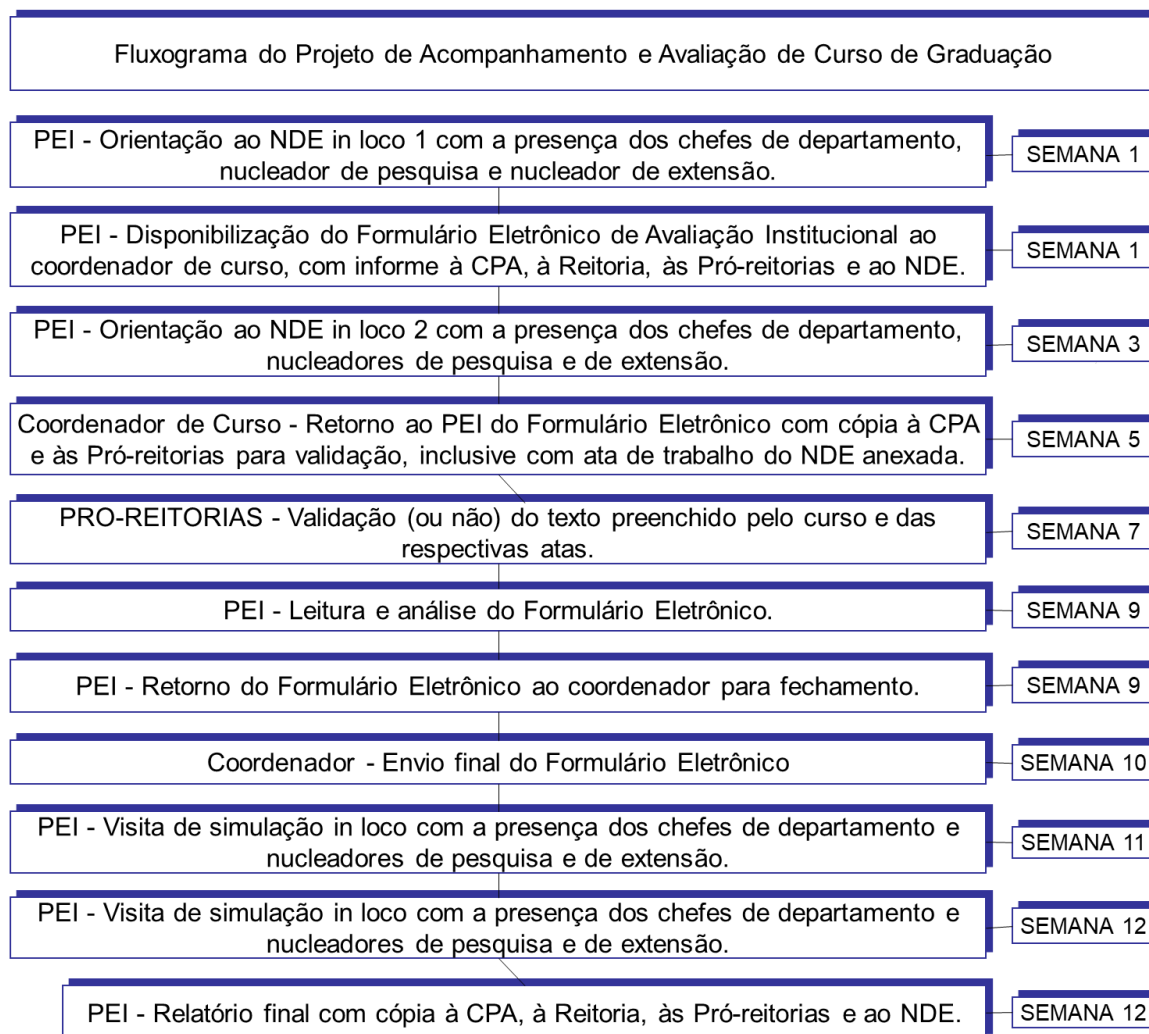 Fluxograma do Projeto de Acompanhamento e Avaliação de Curso de Graduação
PEI - Orientação ao NDE in loco 1 com a presença dos chefes de departamento,
nucleador de pesquisa e nucleador de extensão.
SEMANA 1
PEI - Disponibilização do Formulário Eletrônico de Avaliação Institucional ao
coordenador de curso, com informe à CPA, à Reitoria, às Pró-reitorias e ao NDE.
SEMANA 1
PEI - Orientação ao NDE in loco 2 com a presença dos chefes de departamento,
nucleadores de pesquisa e de extensão.
SEMANA 3
Coordenador de Curso - Retorno ao PEI do Formulário Eletrônico com cópia à CPA
e às Pró-reitorias para validação, inclusive com ata de trabalho do NDE anexada.
SEMANA 5
PRO-REITORIAS - Validação (ou não) do texto preenchido pelo curso e das
respectivas atas.
SEMANA 7
PEI - Leitura e análise do Formulário Eletrônico.
SEMANA 9
PEI - Retorno do Formulário Eletrônico ao coordenador para fechamento.
SEMANA 9
Coordenador - Envio final do Formulário Eletrônico
SEMANA 10
PEI - Visita de simulação in loco com a presença dos chefes de departamento e
nucleadores de pesquisa e de extensão.
SEMANA 11
PEI - Visita de simulação in loco com a presença dos chefes de departamento e
nucleadores de pesquisa e de extensão.
SEMANA 12
PEI - Relatório final com cópia à CPA, à Reitoria, às Pró-reitorias e ao NDE.
SEMANA 12